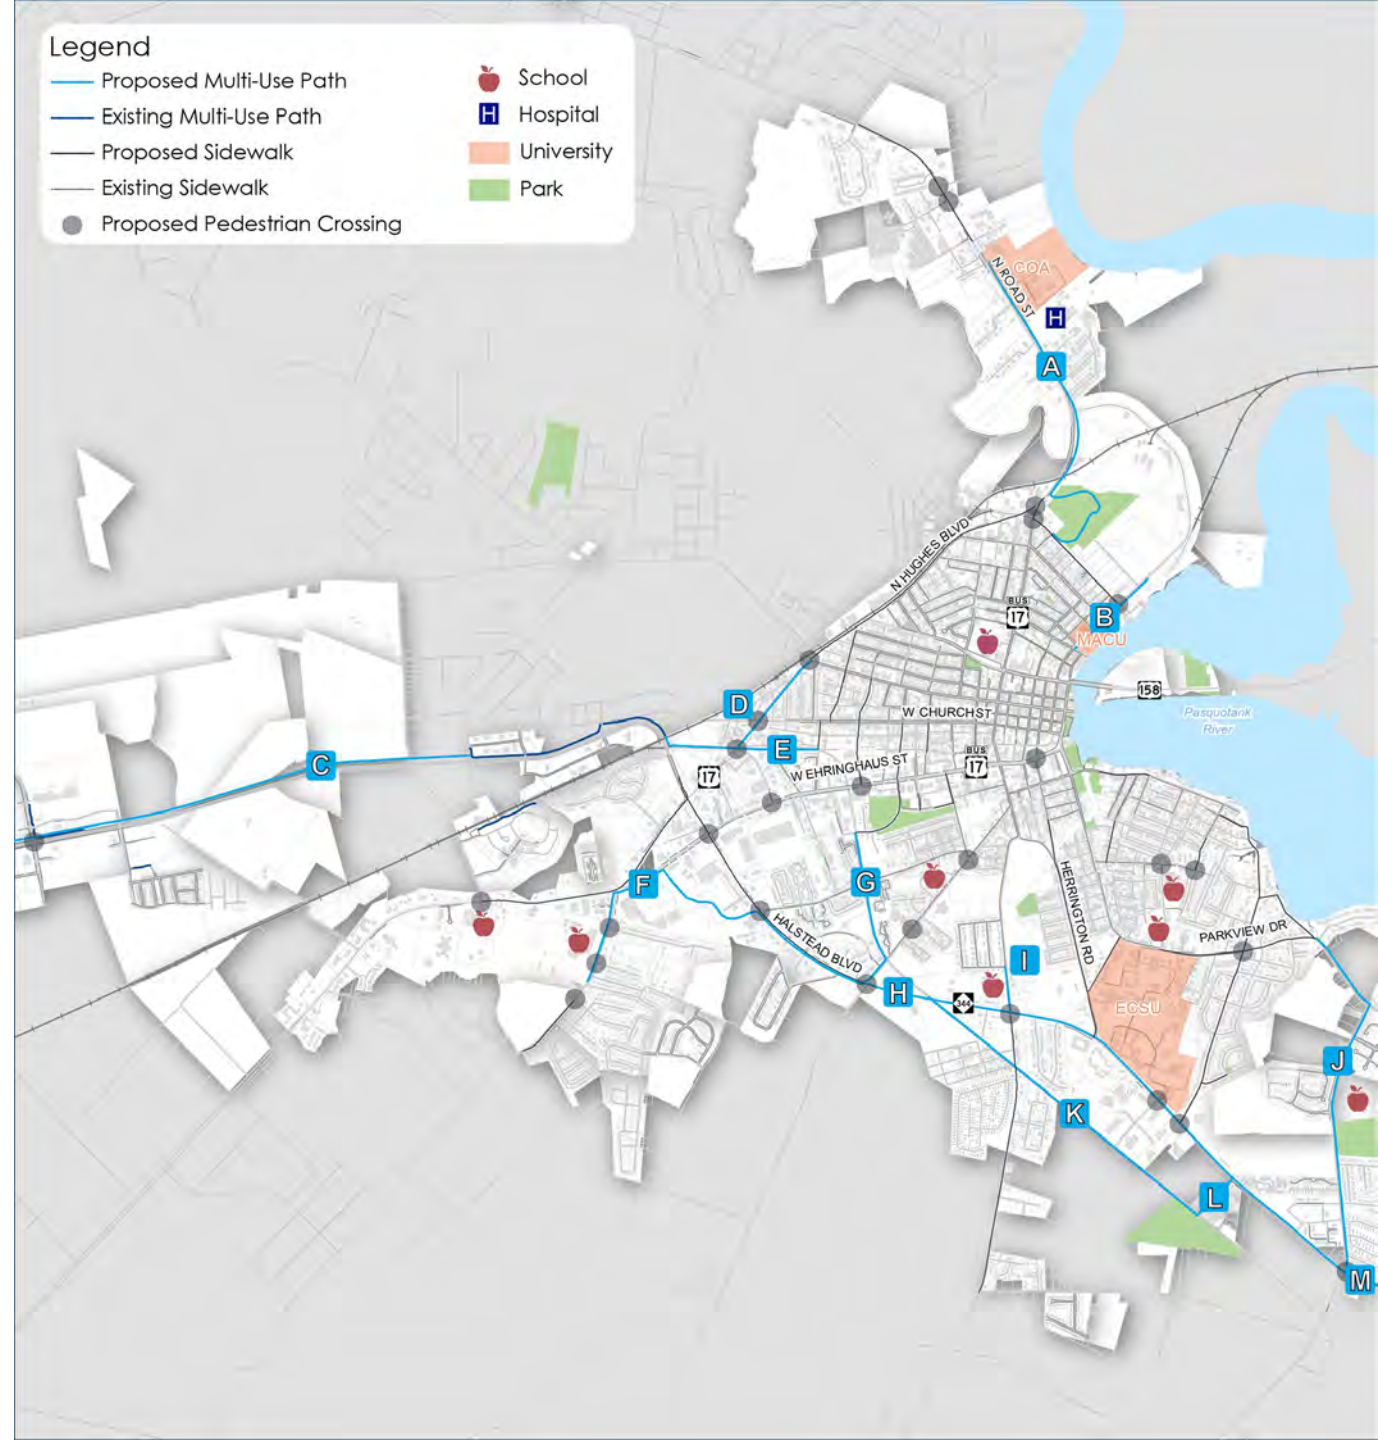 Legend
Proposed Multi-Use Path
Existing Multi-Use Path
Proposed Sidewalk
Existing Sidewalk
Proposed Pedestrian Crossing
School
H Hospital
University
Park
COA
N ROAD ST
H
A
N HUGHES BLVD
BUS
17
B
MACU
158
D
W CHURCH ST
Pasquotank
River
E
C
17
W EHRINGHAUS ST
BUS
17
F
G
HERRINGTON RD
HALSTEAD BLVD
PARKVIEW DR
I
H
344
ECSU
J
K
L
M